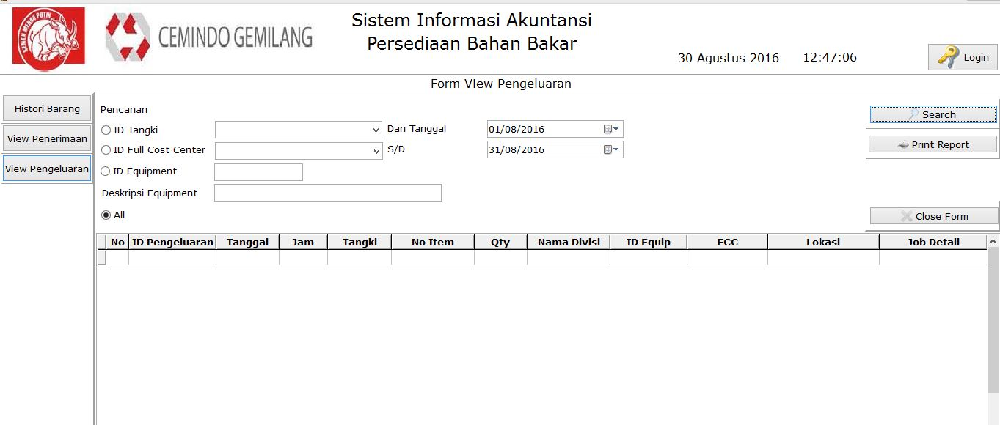 SEMEN MERAH PUTIH
CEMINDO GEMILANG
Sistem Informasi Akuntansi
Persediaan Bahan Bakar
30 Agustus 2016 12:47:06
Login
Form View Pengeluaran
Histori Barang
View Penerimaan
View Pengeluaran
Pencarian
ID Tangki
Dari Tanggal 01/08/2016
ID Full Cost Center
S/D 31/08/2016
ID Equipment
Deskripsi Equipment
All
Search
Print Report
Close Form
No ID Pengeluaran Tanggal Jam Tangki No Item Qty Nama Divisi ID Equip FCC Lokasi Job Detail